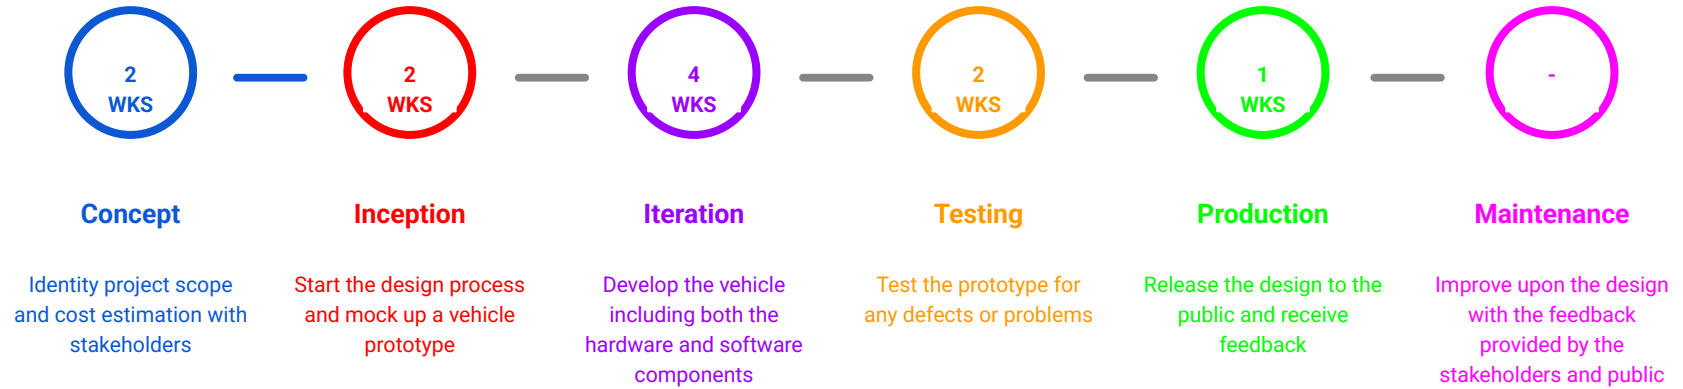 2
WKS
2
WKS
4
WKS
2
WKS
1
WKS
-
Concept
Inception
Iteration
Testing
Production
Maintenance
Identity project scope
and cost estimation with
stakeholders
Start the design process
and mock up a vehicle
prototype
Develop the vehicle
including both the
hardware and software
components
Test the prototype for
any defects or problems
Release the design to the
public and receive
feedback
Improve upon the design
with the feedback
provided by the
stakeholders and public